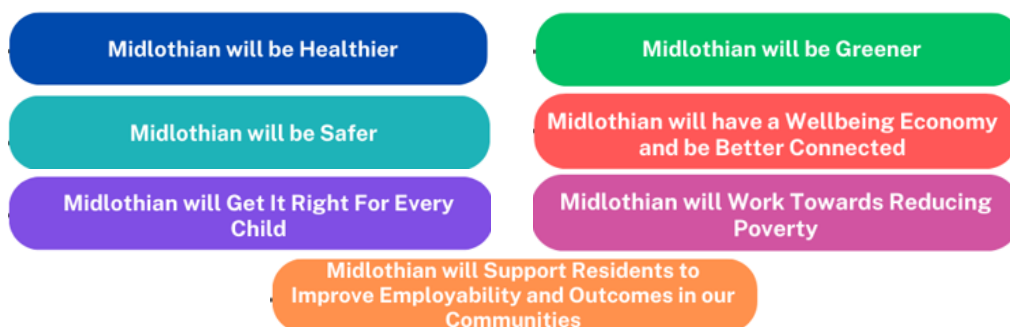 Midlothian will be Healthier
Midlothian will be Greener
Midlothian will be Safer
Midlothian will have a Wellbeing Economy
and be Better Connected
Midlothian will Get It Right For Every
Child
Midlothian will Work Towards Reducing
Poverty
Midlothian will Support Residents to
Improve Employability and Outcomes in our
Communities